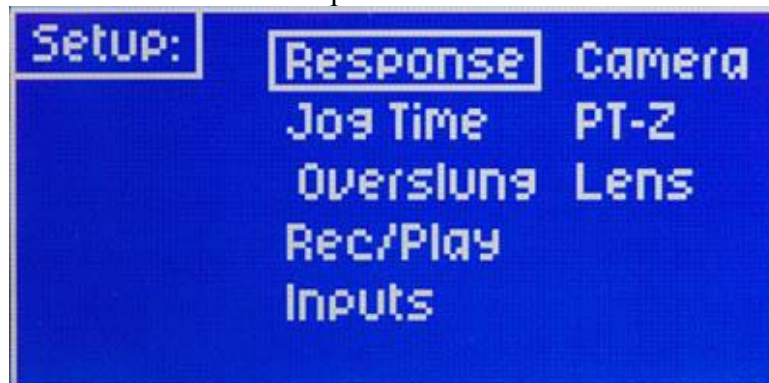 Setup:
Response Camera
Jog Time PT-Z
Overslung Lens
Rec/Play
Inputs